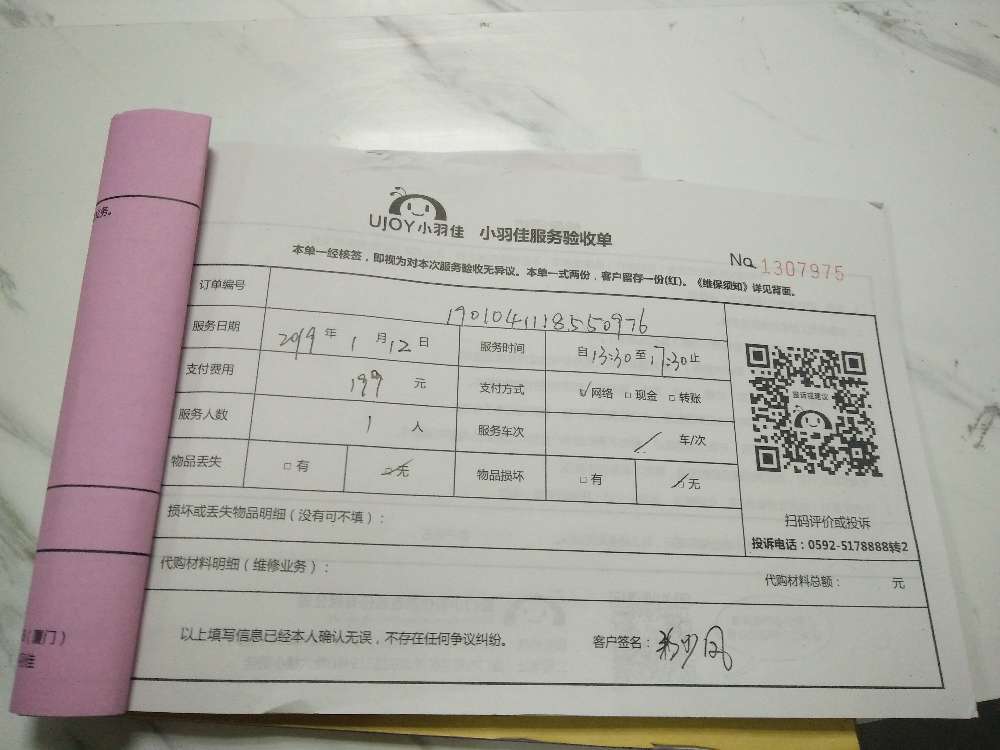 UJOY小羽佳 小羽佳服务验收单
本单一经核签，即视为对本次服务验收无异议。本单一式两份，客户留存一份(红)。《维保须知》详见背面。
No 1307975
订单编号 1901041118550976
服务日期 2019 年 1 月 12 日 服务时间 自 13:30 至 17:30 止
支付费用 199 元 支付方式 ☑网络 □现金 □转账
服务人数 1 人 服务车次 / 车/次
物品丢失 □有 ☑无 物品损坏 □有 ☑无
损坏或丢失物品明细（没有可不填）：
代购材料明细（维修业务）： 代购材料总额： 元
以上填写信息已经本人确认无误，不存在任何争议纠纷。 客户签名：
投诉或建议
扫码评价或投诉
投诉电话：0592-5178888转2
务。
（厦门）
佳